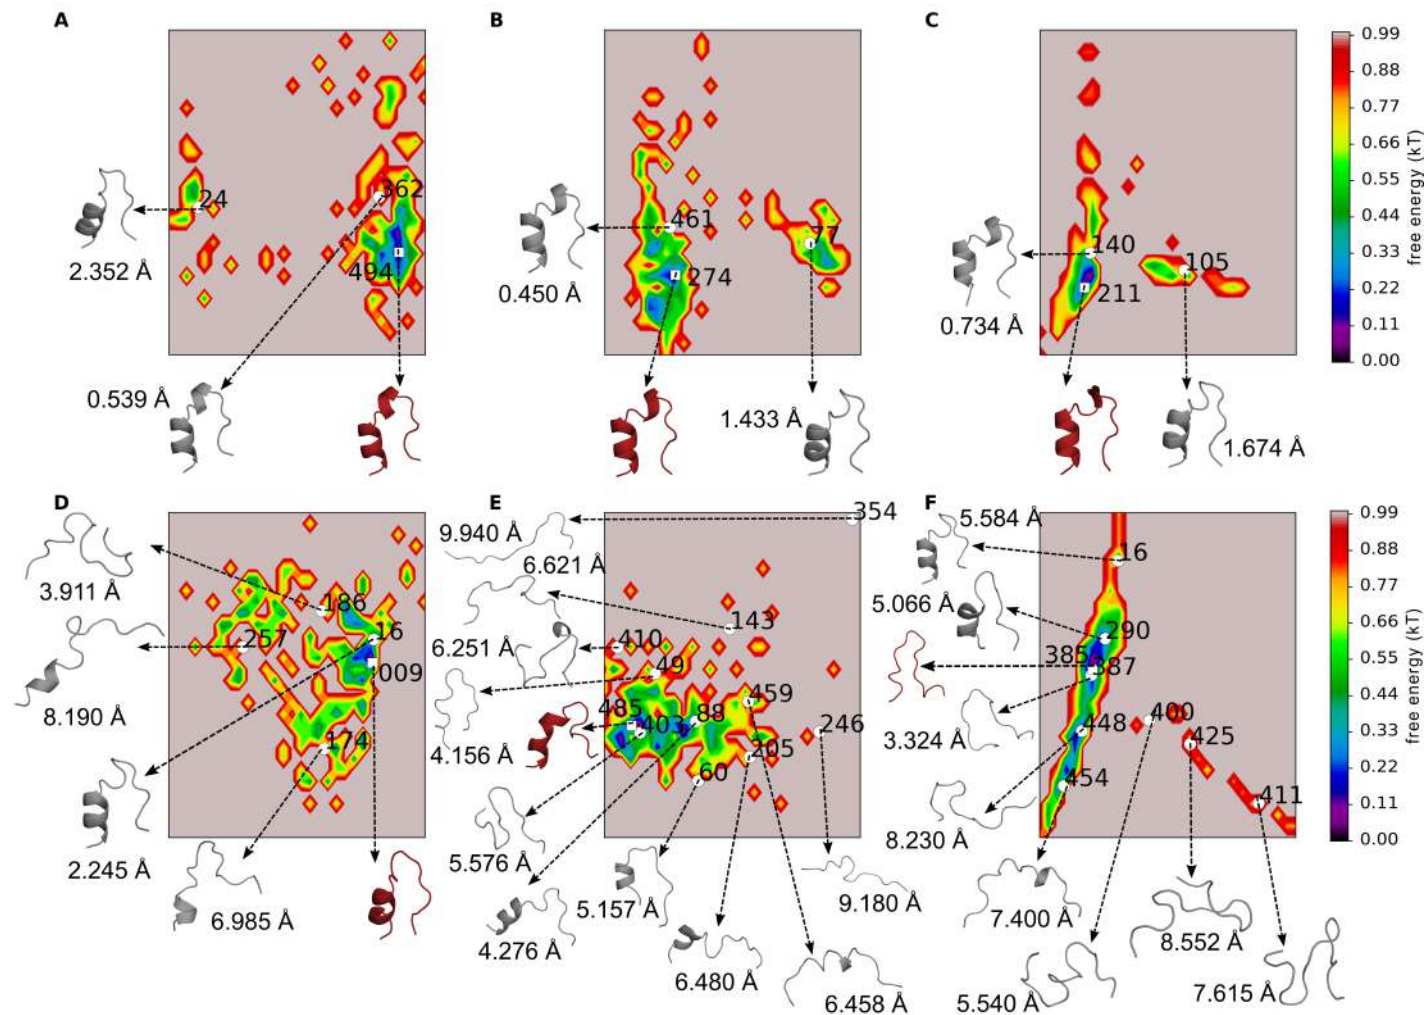 A
B
C
24
2.352 Å
362
494
0.539 Å
461
0.450 Å
274
77
1.433 Å
140
0.734 Å
211
105
1.674 Å
0.99
0.88
0.77
0.66
0.55
0.44
0.33
0.22
0.11
0.00
free energy (kT)
D
E
F
3.911 Å
186
257
16
009
8.190 Å
174
2.245 Å
6.985 Å
354
9.940 Å
6.621 Å
143
410
6.251 Å
49
4.156 Å
485
403
88
459
246
205
60
5.576 Å
4.276 Å
5.157 Å
6.480 Å
6.458 Å
9.180 Å
5.584 Å
16
5.066 Å
290
385
387
3.324 Å
448
400
425
454
411
8.230 Å
7.400 Å
5.540 Å
8.552 Å
7.615 Å
0.99
0.88
0.77
0.66
0.55
0.44
0.33
0.22
0.11
0.00
free energy (kT)